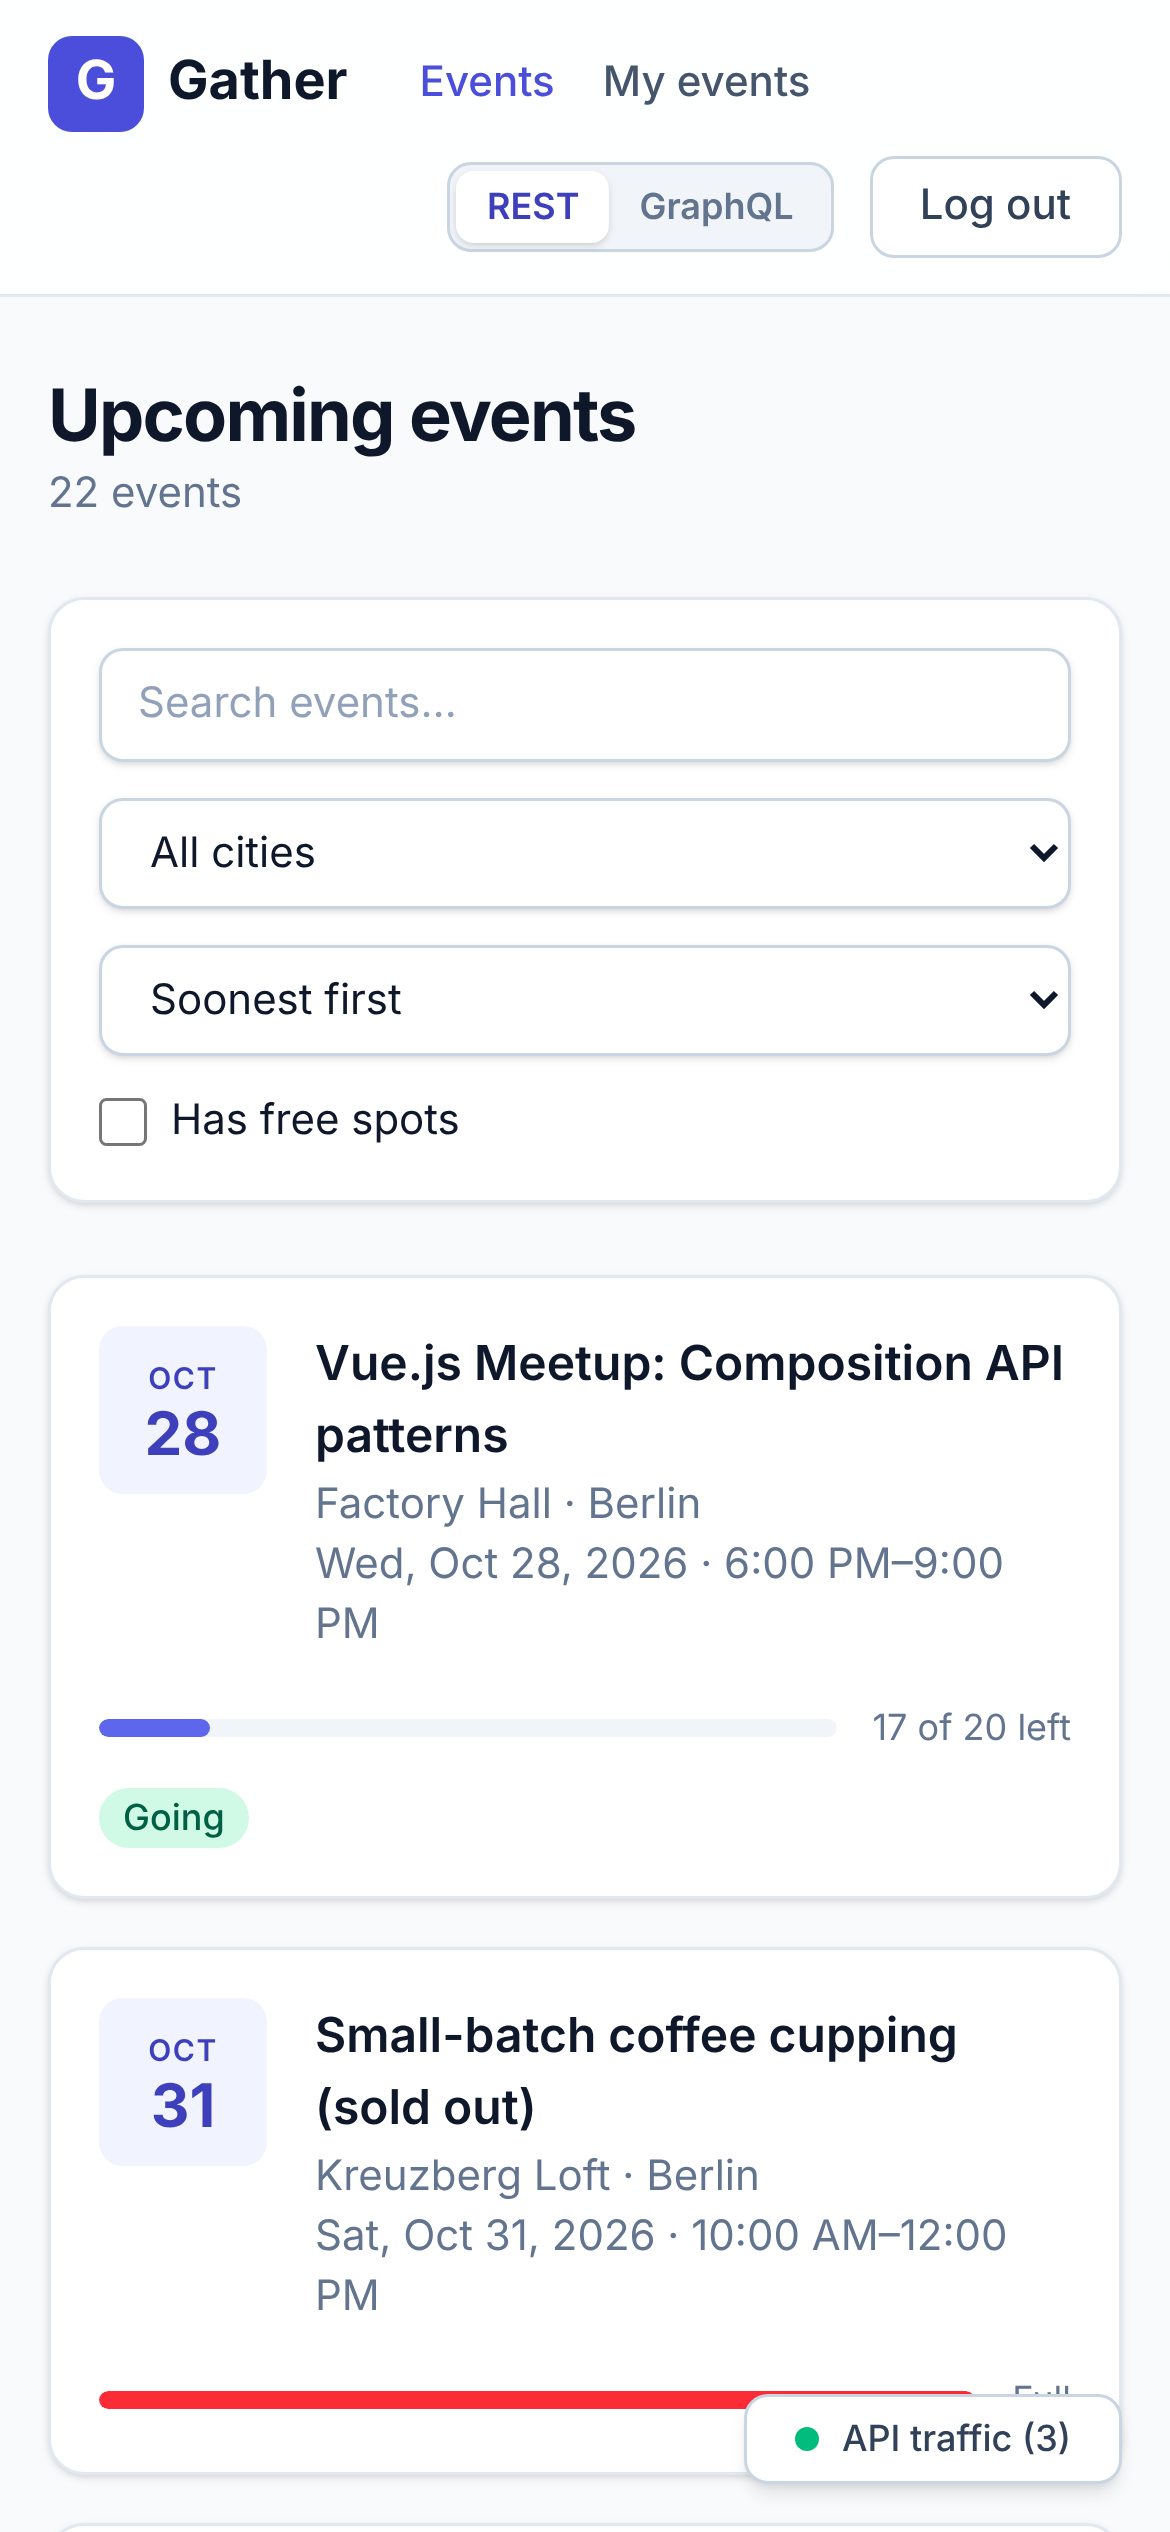 G Gather Events My events
REST GraphQL Log out
Upcoming events
22 events
Search events...
All cities
Soonest first
Has free spots
OCT
28
Vue.js Meetup: Composition API
patterns
Factory Hall · Berlin
Wed, Oct 28, 2026 · 6:00 PM–9:00
PM
17 of 20 left
Going
OCT
31
Small-batch coffee cupping
(sold out)
Kreuzberg Loft · Berlin
Sat, Oct 31, 2026 · 10:00 AM–12:00
PM
Full
API traffic (3)